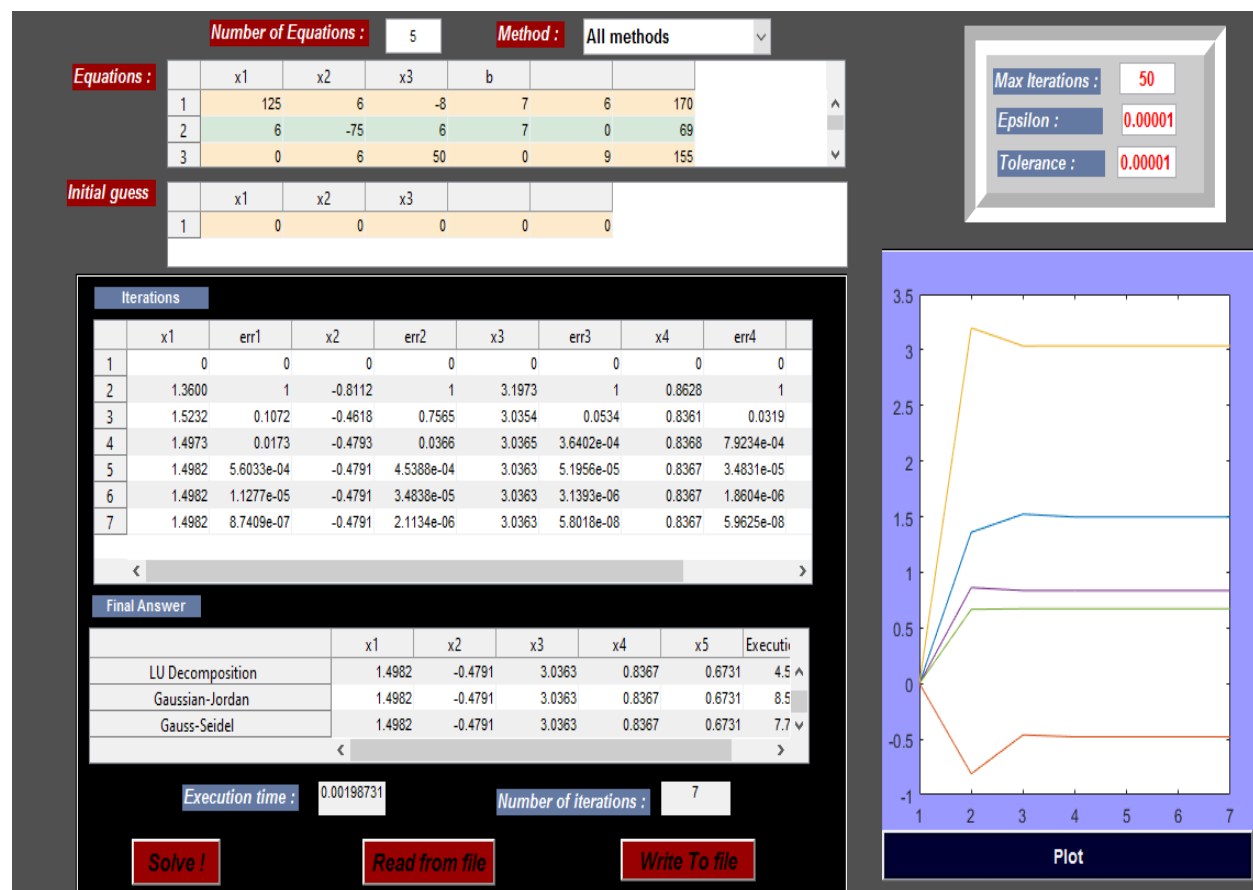 Number of Equations : 5 Method : All methods
Equations :
x1 x2 x3 b
1 125 6 -8 7 6 170
2 6 -75 6 7 0 69
3 0 6 50 0 9 155
Max Iterations : 50
Epsilon : 0.00001
Tolerance : 0.00001
Initial guess
x1 x2 x3
1 0 0 0 0 0
Iterations
x1 err1 x2 err2 x3 err3 x4 err4
1 0 0 0 0 0 0 0 0
2 1.3600 1 -0.8112 1 3.1973 1 0.8628 1
3 1.5232 0.1072 -0.4618 0.7565 3.0354 0.0534 0.8361 0.0319
4 1.4973 0.0173 -0.4793 0.0366 3.0365 3.6402e-04 0.8368 7.9234e-04
5 1.4982 5.6033e-04 -0.4791 4.5388e-04 3.0363 5.1956e-05 0.8367 3.4831e-05
6 1.4982 1.1277e-05 -0.4791 3.4838e-05 3.0363 3.1393e-06 0.8367 1.8604e-06
7 1.4982 8.7409e-07 -0.4791 2.1134e-06 3.0363 5.8018e-08 0.8367 5.9625e-08
Final Answer
x1 x2 x3 x4 x5
LU Decomposition 1.4982 -0.4791 3.0363 0.8367 0.6731 4.5
Gaussian-Jordan 1.4982 -0.4791 3.0363 0.8367 0.6731 8.5
Gauss-Seidel 1.4982 -0.4791 3.0363 0.8367 0.6731 7.7
Execution time : 0.00198731 Number of iterations : 7
Solve ! Read from file Write To file
3.5
3
2.5
2
1.5
1
0.5
0
-0.5
-1
1 2 3 4 5 6 7
Plot